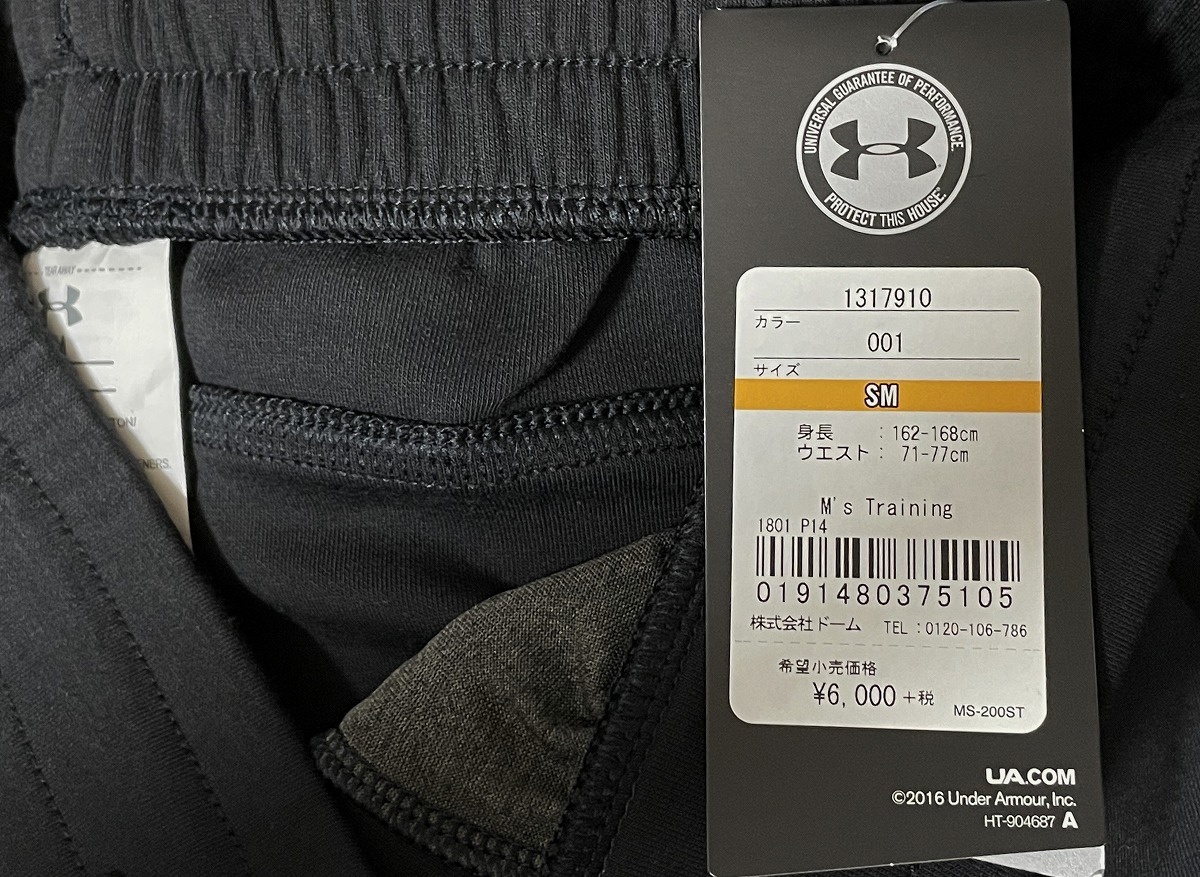 UNIVERSAL GUARANTEE OF PERFORMANCE.
PROTECT THIS HOUSE.®
1317910
カラー
001
サイズ
SM
身長 : 162-168cm
ウエスト : 71-77cm
M's Training
1801 P14
0191480375105
株式会社ドーム TEL:0120-106-786
希望小売価格
¥6,000+税
MS-200ST
UA.COM
©2016 Under Armour, Inc.
HT-904687 A
TEAR AWAY